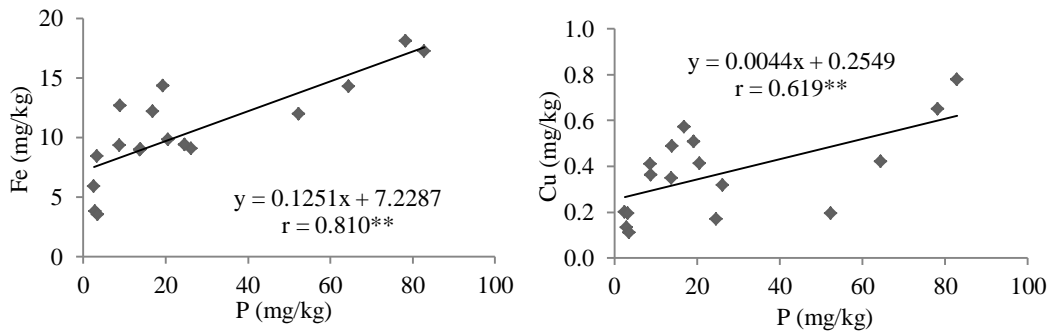 20
15
10
5
0
Fe (mg/kg)
y = 0.1251x + 7.2287
r = 0.810**
0 20 40 60 80 100
P (mg/kg)
1.0
0.8
0.6
0.4
0.2
0.0
Cu (mg/kg)
y = 0.0044x + 0.2549
r = 0.619**
0 20 40 60 80 100
P (mg/kg)